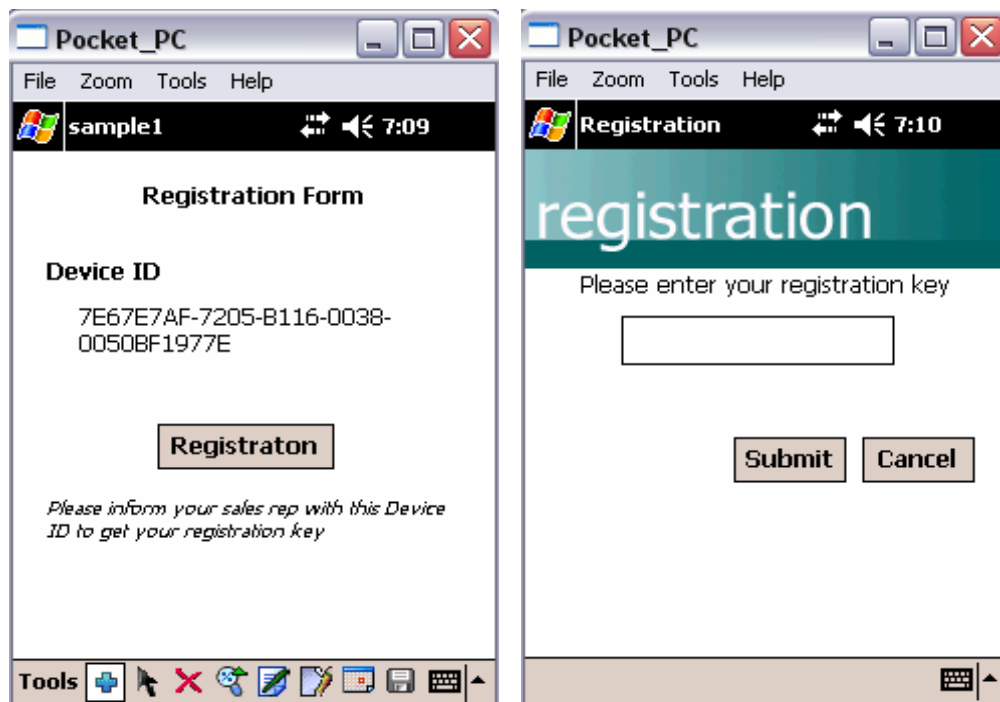 Pocket_PC
File Zoom Tools Help
sample1 7:09
Registration Form
Device ID
7E67E7AF-7205-B116-0038-
0050BF1977E
Registraton
Please inform your sales rep with this Device
ID to get your registration key
Tools
Pocket_PC
File Zoom Tools Help
Registration 7:10
registration
Please enter your registration key
Submit Cancel